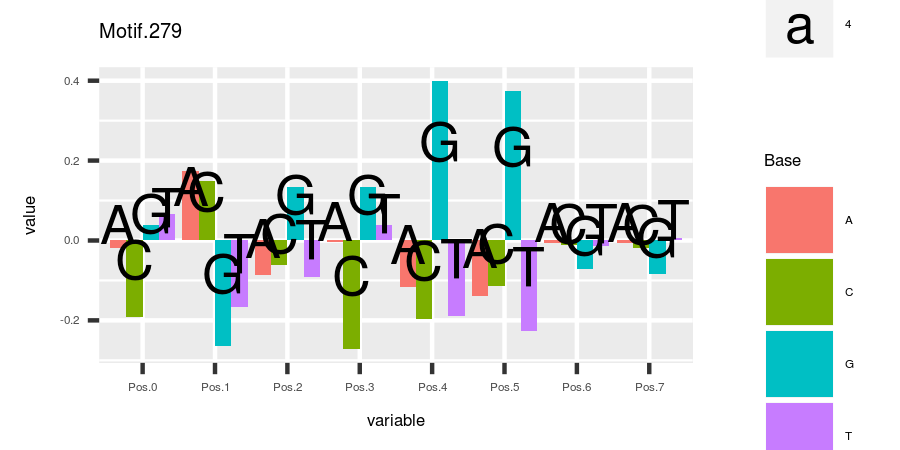 Motif.279
a 4
0.4
0.2
0.0
-0.2
value
A C G T A C G T A C G T A C G T A C G T A C G T A C G T A C G T
Pos.0 Pos.1 Pos.2 Pos.3 Pos.4 Pos.5 Pos.6 Pos.7
variable
Base
A
C
G
T